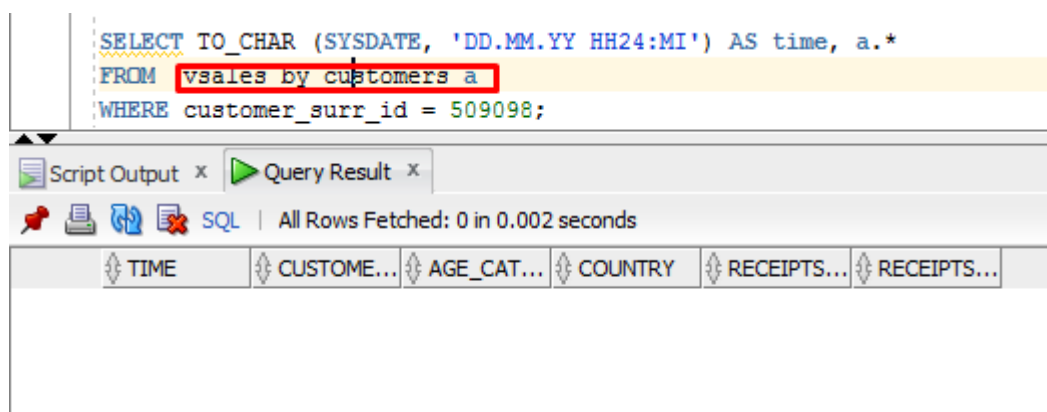 SELECT TO_CHAR (SYSDATE, 'DD.MM.YY HH24:MI') AS time, a.*
FROM vsales by customers a
WHERE customer_surr_id = 509098;
Script Output x Query Result x
SQL | All Rows Fetched: 0 in 0.002 seconds
TIME CUSTOME... AGE_CAT... COUNTRY RECEIPTS... RECEIPTS...